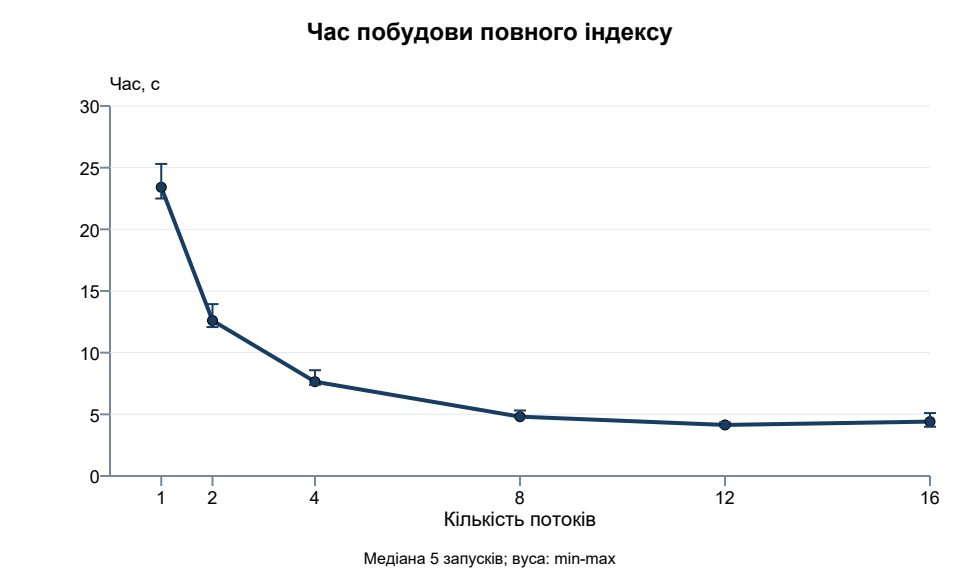 Час побудови повного індексу
Час, с
30
25
20
15
10
5
0
1 2 4 8 12 16
Кількість потоків
Медіана 5 запусків; вуса: min-max